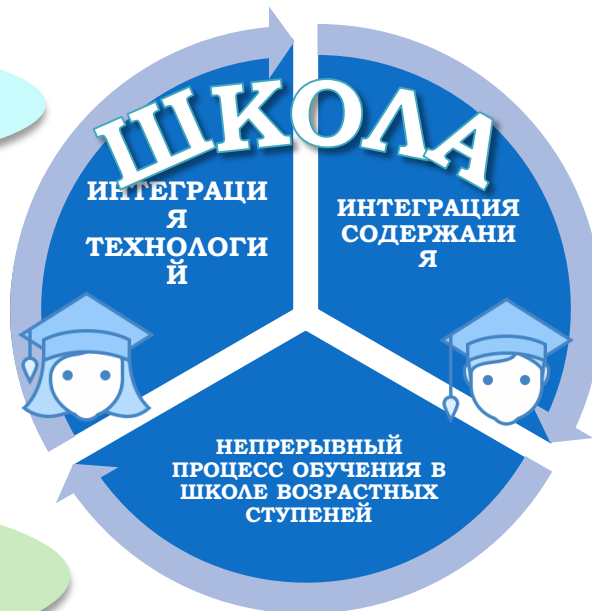 ШКОЛА
ИНТЕГРАЦИ
Я
ТЕХНОЛОГИ
Й
ИНТЕГРАЦИЯ
СОДЕРЖАНИ
Я
НЕПРЕРЫВНЫЙ
ПРОЦЕСС ОБУЧЕНИЯ В
ШКОЛЕ ВОЗРАСТНЫХ
СТУПЕНЕЙ